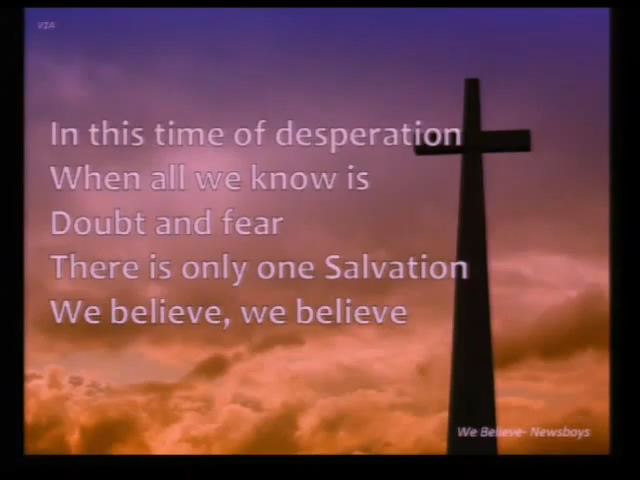 V1A
In this time of desperation
When all we know is
Doubt and fear
There is only one Salvation
We believe, we believe
We Believe- Newsboys